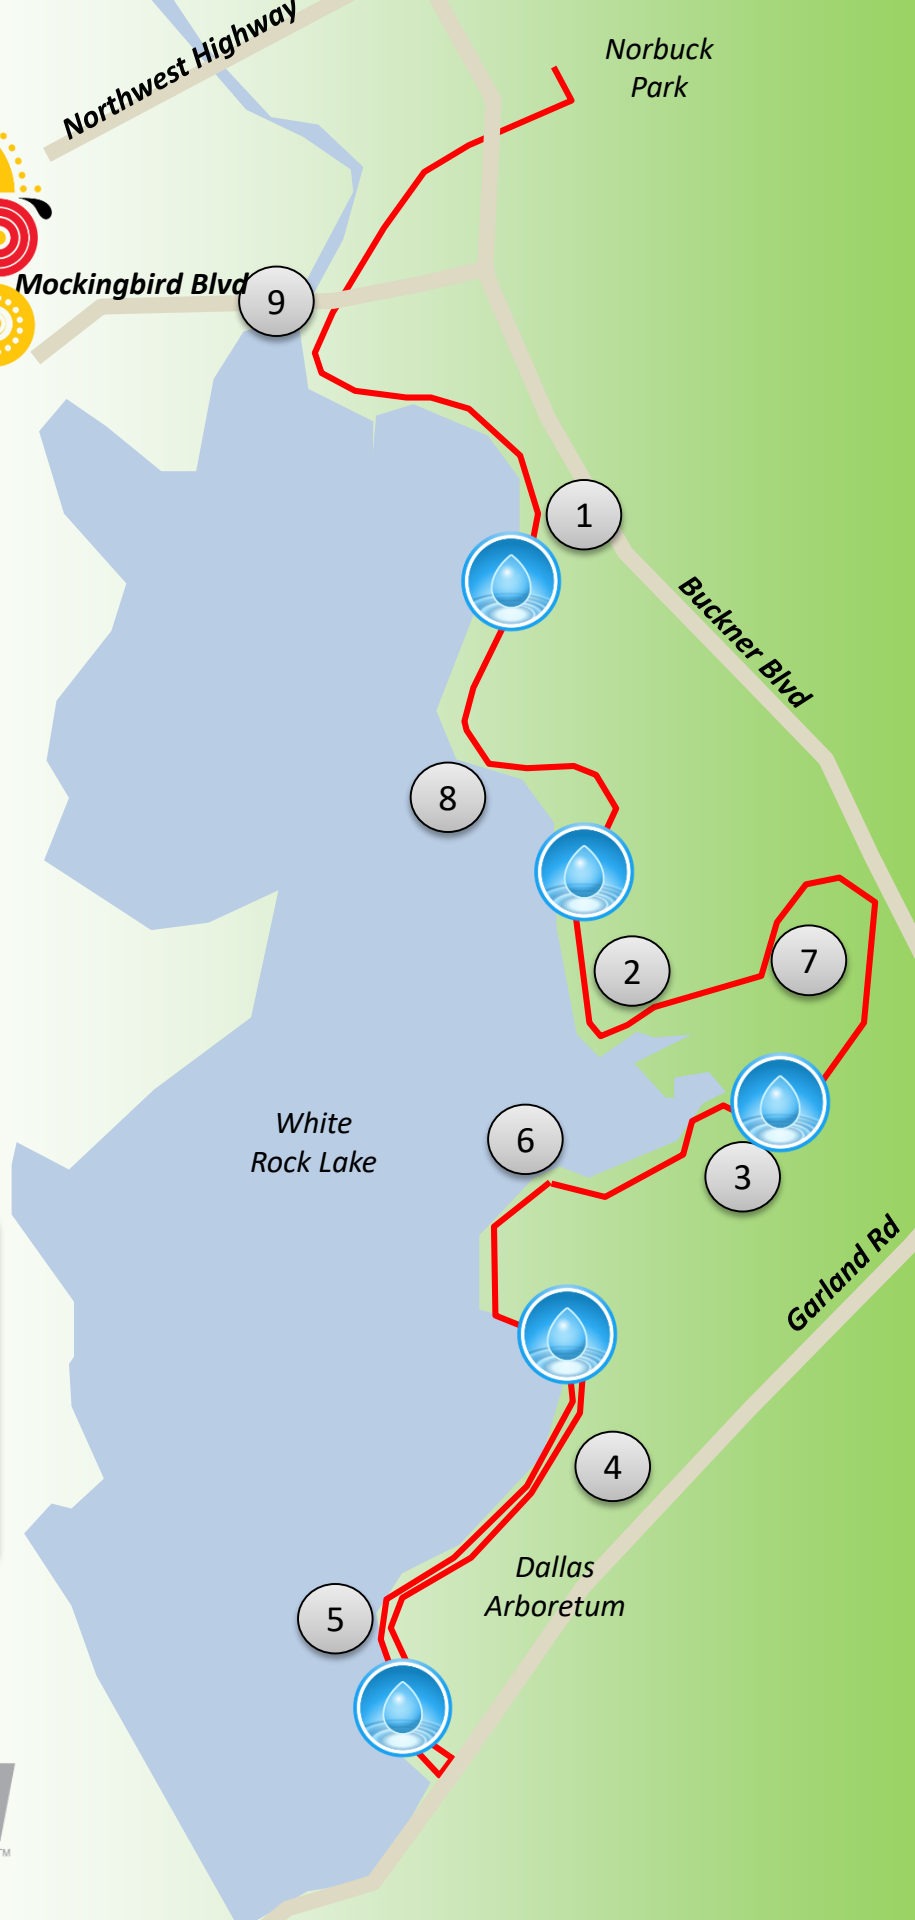 Northwest Highway
Norbuck
Park
Mockingbird Blvd
9
1
Buckner Blvd
8
2
7
White
Rock Lake
6
3
Garland Rd
4
Dallas
Arboretum
5
TM